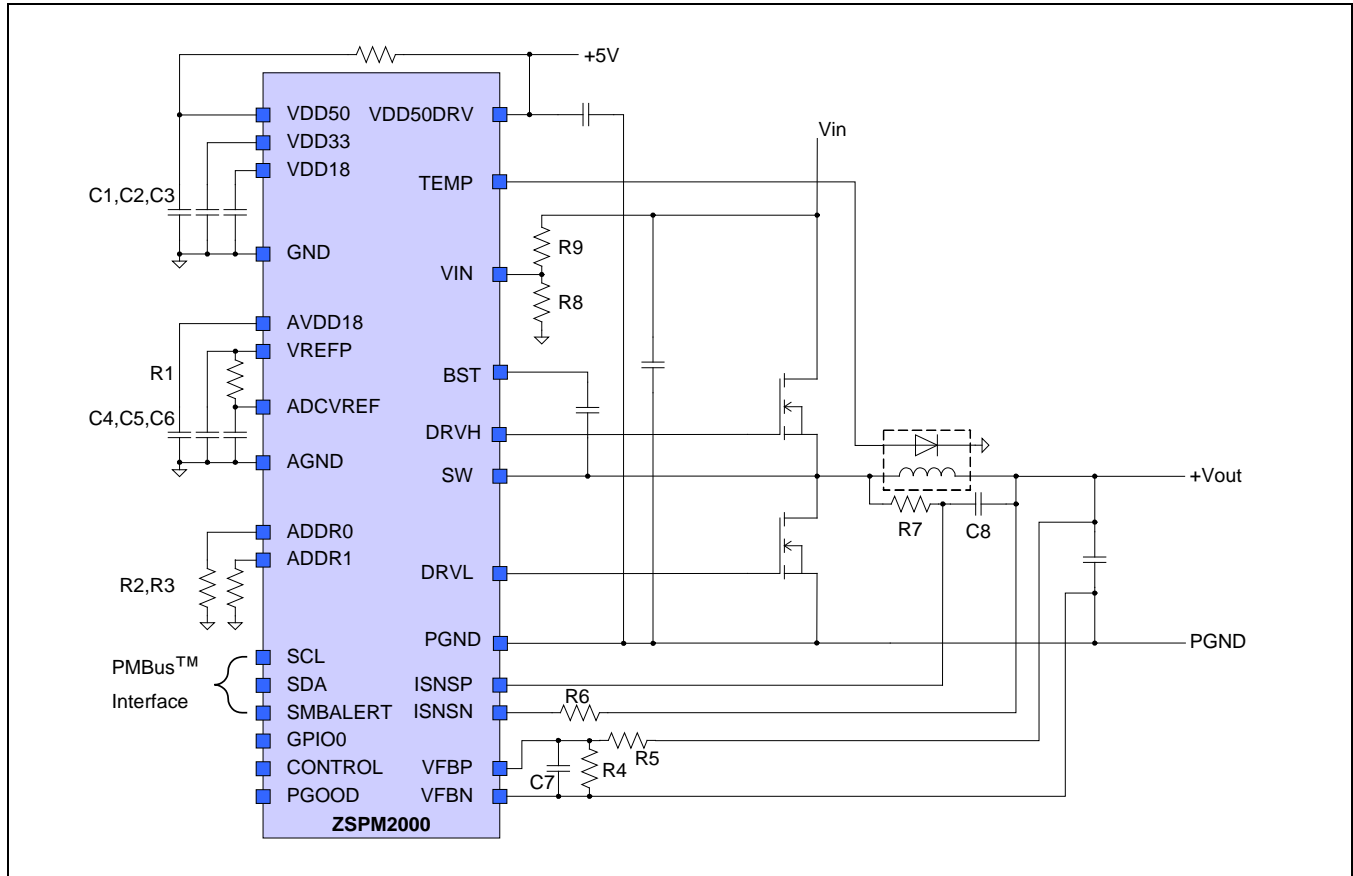 +5V
VDD50 VDD50DRV
VDD33
VDD18
Vin
TEMP
C1,C2,C3
GND
R9
VIN
R8
AVDD18
VREFP
R1
BST
ADCVREF
C4,C5,C6
DRVH
AGND
SW
+Vout
R7 C8
ADDR0
ADDR1
DRVL
R2,R3
PGND
PGND
SCL
PMBus™
SDA
ISNSP
Interface
R6
SMBALERT
ISNSN
GPIO0
R5
CONTROL
VFBP
C7
R4
PGOOD
VFBN
ZSPM2000